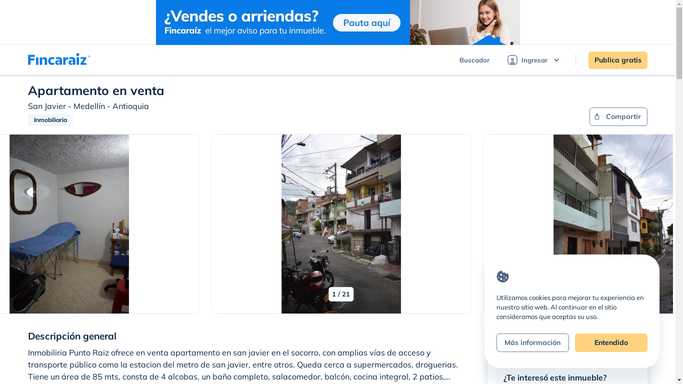 ¿Vendes o arriendas?
Fincaraíz el mejor aviso para tu inmueble.
Pauta aquí
Fincaraíz
Buscador
Ingresar
Publica gratis
Apartamento en venta
San Javier - Medellín - Antioquia
Inmobiliaria
Compartir
1 / 21
Utilizamos cookies para mejorar tu experiencia en
nuestro sitio web. Al continuar en el sitio
consideramos que aceptas su uso.
Más información
Entendido
Descripción general
Inmobiliria Punto Raiz ofrece en venta apartamento en san javier en el socorro, con amplios vías de acceso y
transporte público como la estacion del metro de san javier, entre otros. Queda cerca a supermercados, droguerias.
Tiene un área de 85 mts, consta de 4 alcobas, un baño completo, salacomedor, balcón, cocina integral, 2 patios,...
¿Te interesó este inmueble?